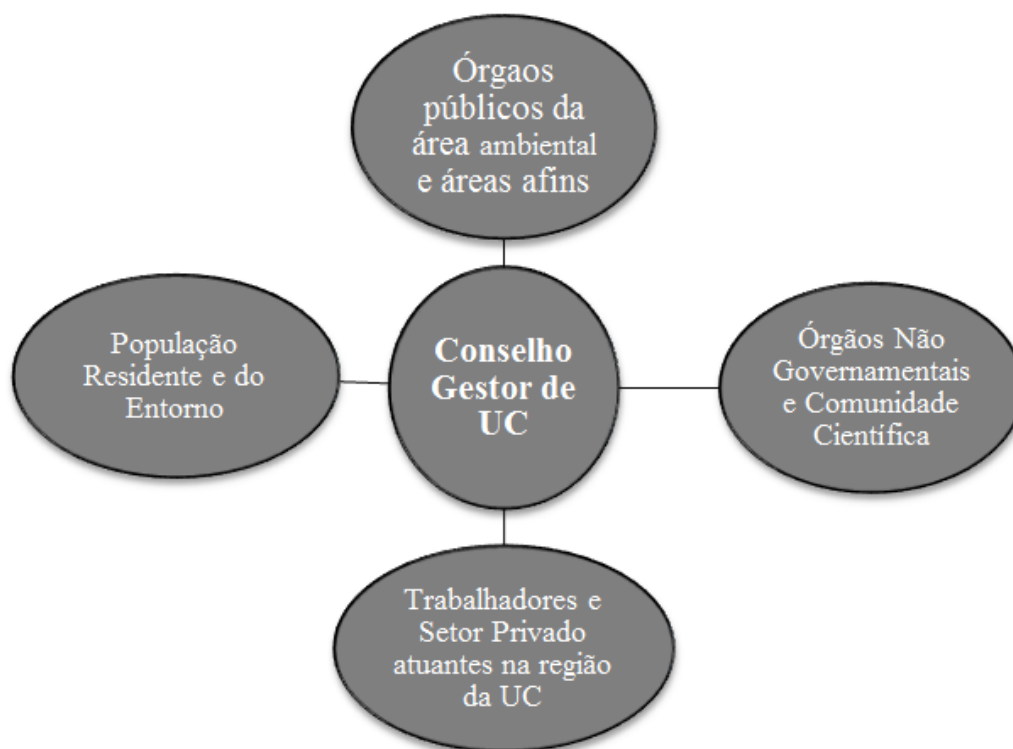 Órgaos
públicos da
área ambiental
e áreas afins
População
Residente e do
Entorno
Conselho
Gestor de
UC
Órgãos Não
Governamentais
e Comunidade
Científica
Trabalhadores e
Setor Privado
atuantes na região
da UC